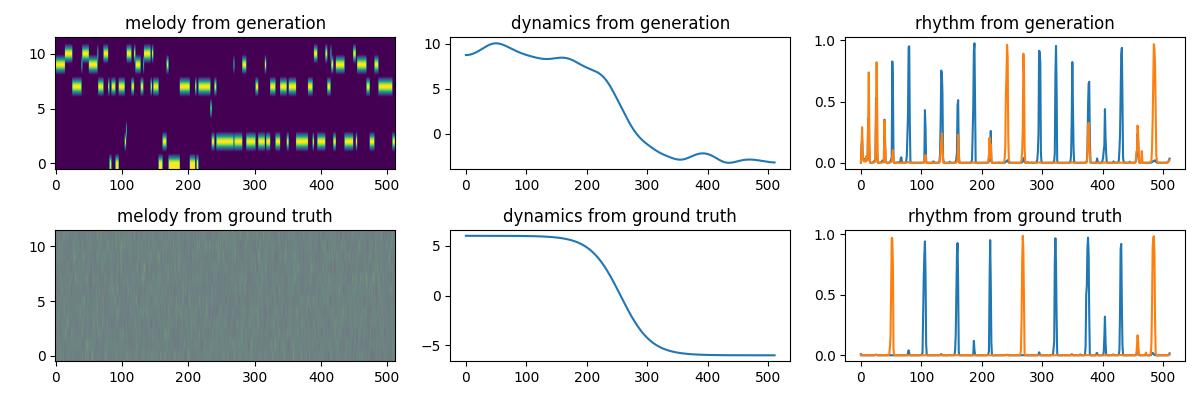 melody from generation
10
5
0
0 100 200 300 400 500
dynamics from generation
10
5
0
0 100 200 300 400 500
rhythm from generation
1.0
0.5
0.0
0 100 200 300 400 500
melody from ground truth
10
5
0
0 100 200 300 400 500
dynamics from ground truth
5
0
−5
0 100 200 300 400 500
rhythm from ground truth
1.0
0.5
0.0
0 100 200 300 400 500